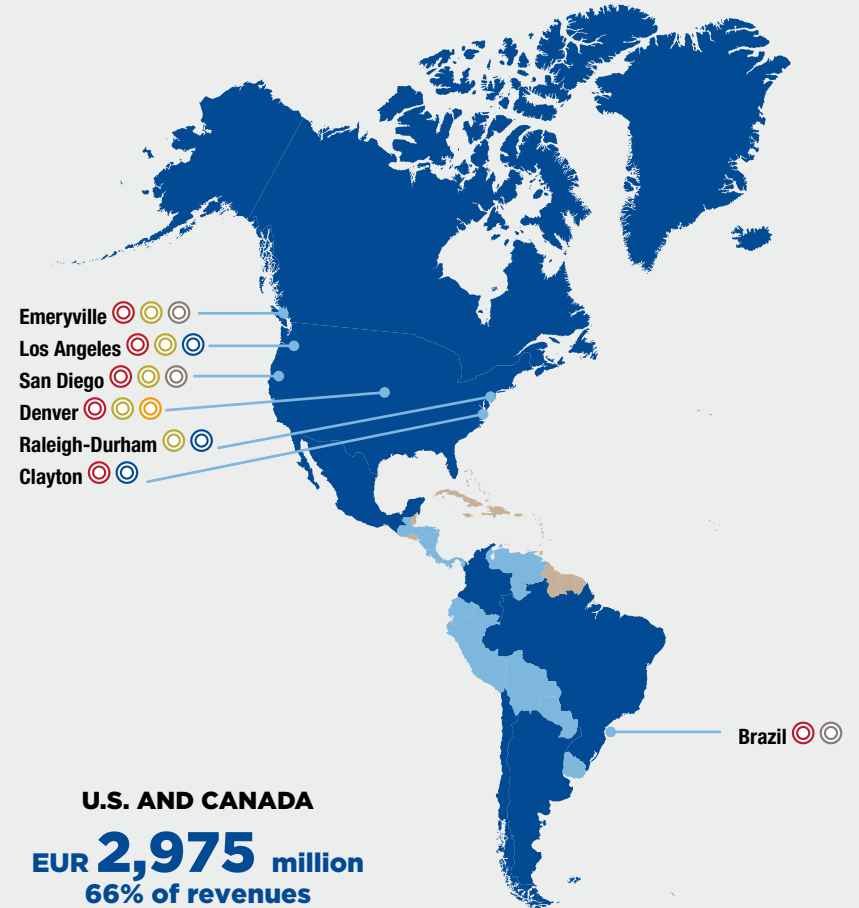 Emeryville
Los Angeles
San Diego
Denver
Raleigh-Durham
Clayton
Brazil
U.S. AND CANADA
EUR 2,975 million
66% of revenues